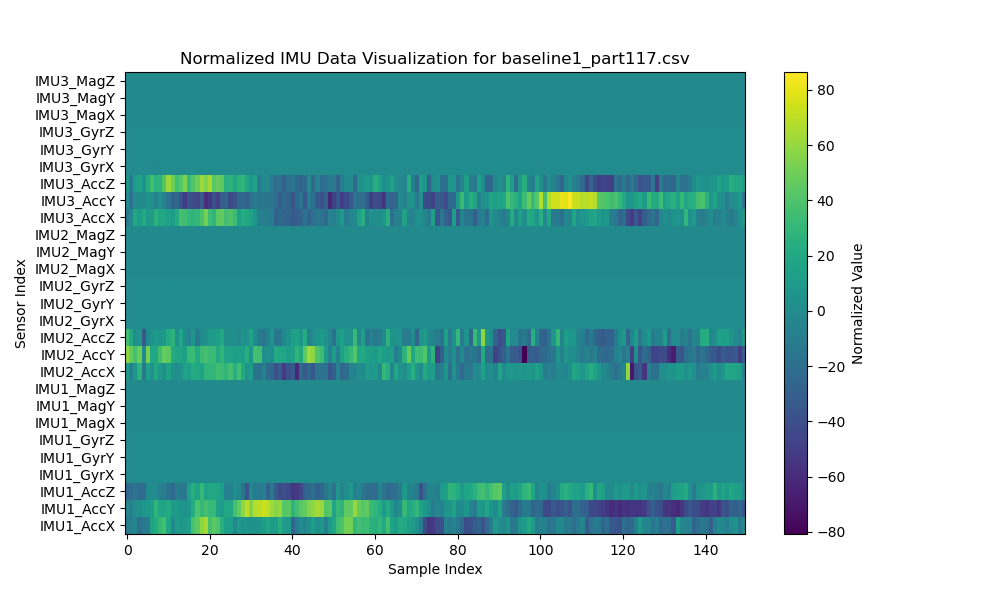 Normalized IMU Data Visualization for baseline1_part117.csv
IMU3_MagZ
IMU3_MagY
IMU3_MagX
IMU3_GyrZ
IMU3_GyrY
IMU3_GyrX
IMU3_AccZ
IMU3_AccY
IMU3_AccX
IMU2_MagZ
IMU2_MagY
IMU2_MagX
IMU2_GyrZ
IMU2_GyrY
IMU2_GyrX
IMU2_AccZ
IMU2_AccY
IMU2_AccX
IMU1_MagZ
IMU1_MagY
IMU1_MagX
IMU1_GyrZ
IMU1_GyrY
IMU1_GyrX
IMU1_AccZ
IMU1_AccY
IMU1_AccX
Sensor Index
0 20 40 60 80 100 120 140
Sample Index
80
60
40
20
0
−20
−40
−60
−80
Normalized Value